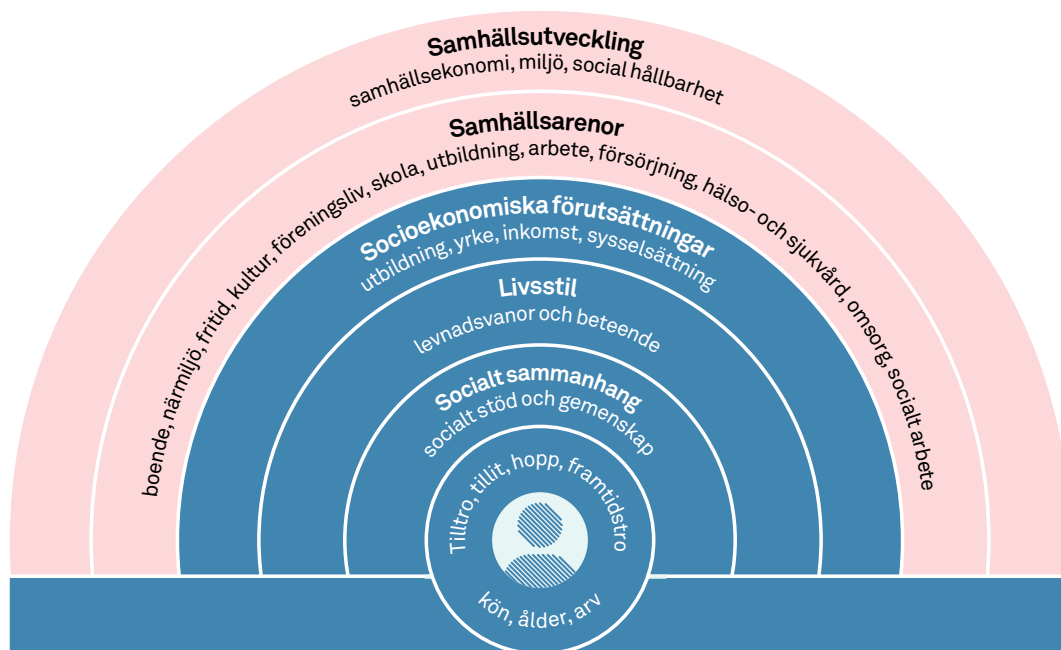 Samhällsutveckling
samhällsekonomi, miljö, social hållbarhet
Samhällsarenor
boende, närmiljö, fritid, kultur, föreningsliv, skola, utbildning, arbete, försörjning, hälso- och sjukvård, omsorg, socialt arbete
Socioekonomiska förutsättningar
utbildning, yrke, inkomst, sysselsättning
Livsstil
levnadsvanor och beteende
Socialt sammanhang
socialt stöd och gemenskap
Tilltro, tillit, hopp, framtidstro
kön, ålder, arv